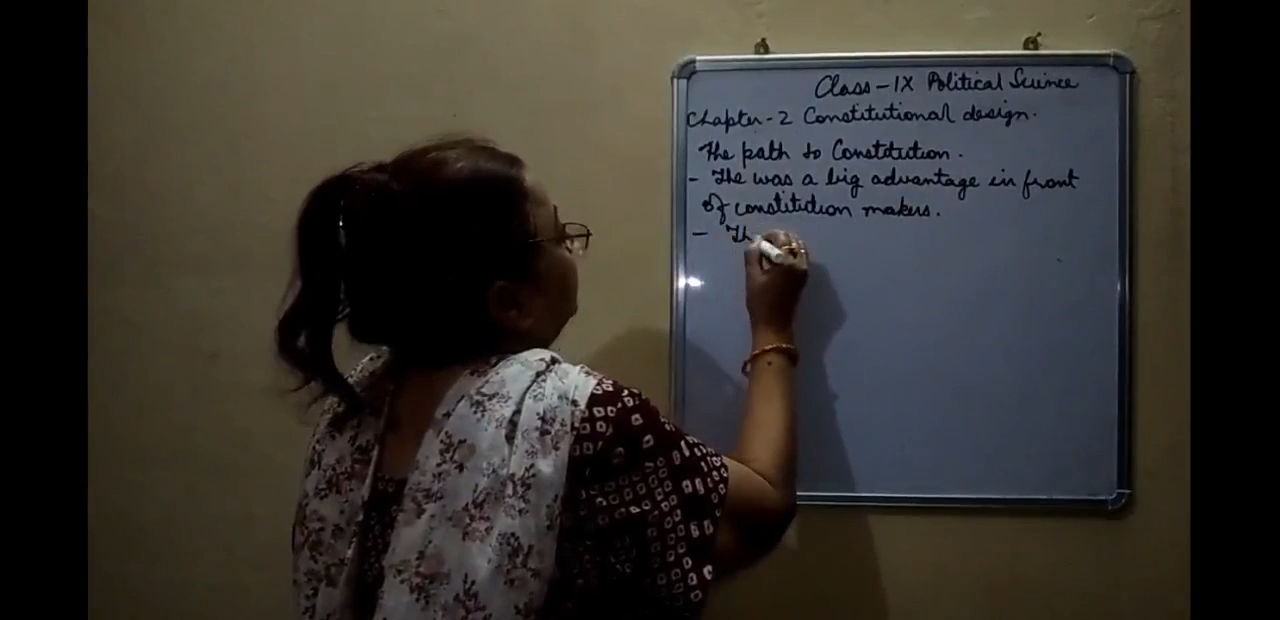 Class - IX Political Science
Chapter - 2 Constitutional design.
The path to Constitution.
- The was a big advantage in front
of constitution makers.
- Th